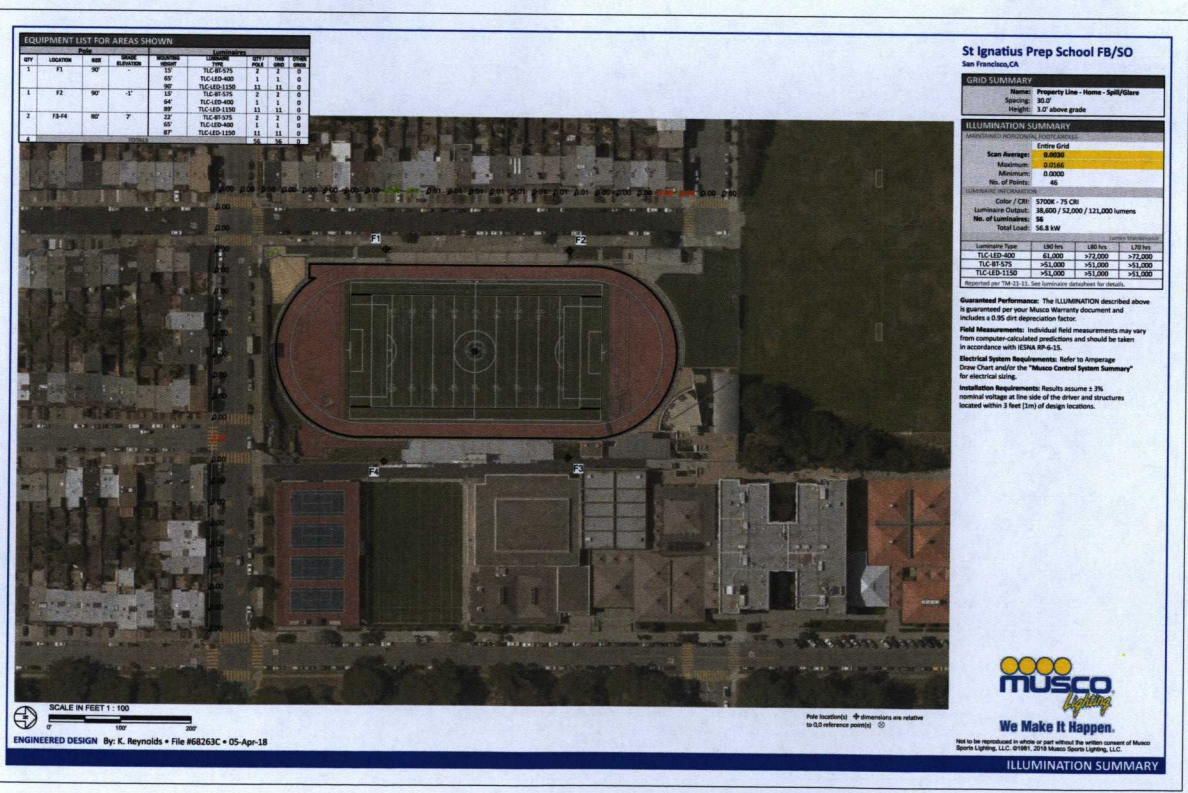 EQUIPMENT LIST FOR AREAS SHOWN
Pole Luminaires
QTY LOCATION SIZE GRADE ELEVATION MOUNTING HEIGHT LUMINAIRE TYPE QTY / POLE THIS GRID OTHER GRIDS
1 F1 90' - 15' TLC-BT-575 2 2 0
65' TLC-LED-400 1 1 0
90' TLC-LED-1150 11 11 0
1 F2 90' -1' 15' TLC-BT-575 2 2 0
64' TLC-LED-400 1 1 0
89' TLC-LED-1150 11 11 0
2 F3-F4 80' 7' 22' TLC-BT-575 2 2 0
65' TLC-LED-400 1 1 0
87' TLC-LED-1150 11 11 0
4 TOTALS 56 56 0
F1
F2
F4
F3
St Ignatius Prep School FB/SO
San Francisco,CA
GRID SUMMARY
Name: Property Line - Home - Spill/Glare
Spacing: 30.0'
Height: 3.0' above grade
ILLUMINATION SUMMARY
MAINTAINED HORIZONTAL FOOTCANDLES
Entire Grid
Scan Average: 0.0030
Maximum: 0.0166
Minimum: 0.0000
No. of Points: 46
LUMINAIRE INFORMATION
Color / CRI: 5700K - 75 CRI
Luminaire Output: 38,600 / 52,000 / 121,000 lumens
No. of Luminaires: 56
Total Load: 56.8 kW
Lumen Maintenance
Luminaire Type L90 hrs L80 hrs L70 hrs
TLC-LED-400 61,000 >72,000 >72,000
TLC-BT-575 >51,000 >51,000 >51,000
TLC-LED-1150 >51,000 >51,000 >51,000
Reported per TM-21-11. See luminaire datasheet for details.
Guaranteed Performance: The ILLUMINATION described above
is guaranteed per your Musco Warranty document and
includes a 0.95 dirt depreciation factor.
Field Measurements: Individual field measurements may vary
from computer-calculated predictions and should be taken
in accordance with IESNA RP-6-15.
Electrical System Requirements: Refer to Amperage
Draw Chart and/or the "Musco Control System Summary"
for electrical sizing.
Installation Requirements: Results assume ± 3%
nominal voltage at line side of the driver and structures
located within 3 feet (1m) of design locations.
SCALE IN FEET 1 : 100
0' 100' 200'
ENGINEERED DESIGN By: K. Reynolds • File #68263C • 05-Apr-18
Pole location(s) dimensions are relative
to 0,0 reference point(s)
MUSCO
Lighting
We Make It Happen.
Not to be reproduced in whole or part without the written consent of Musco
Sports Lighting, LLC. ©1981, 2018 Musco Sports Lighting, LLC.
ILLUMINATION SUMMARY